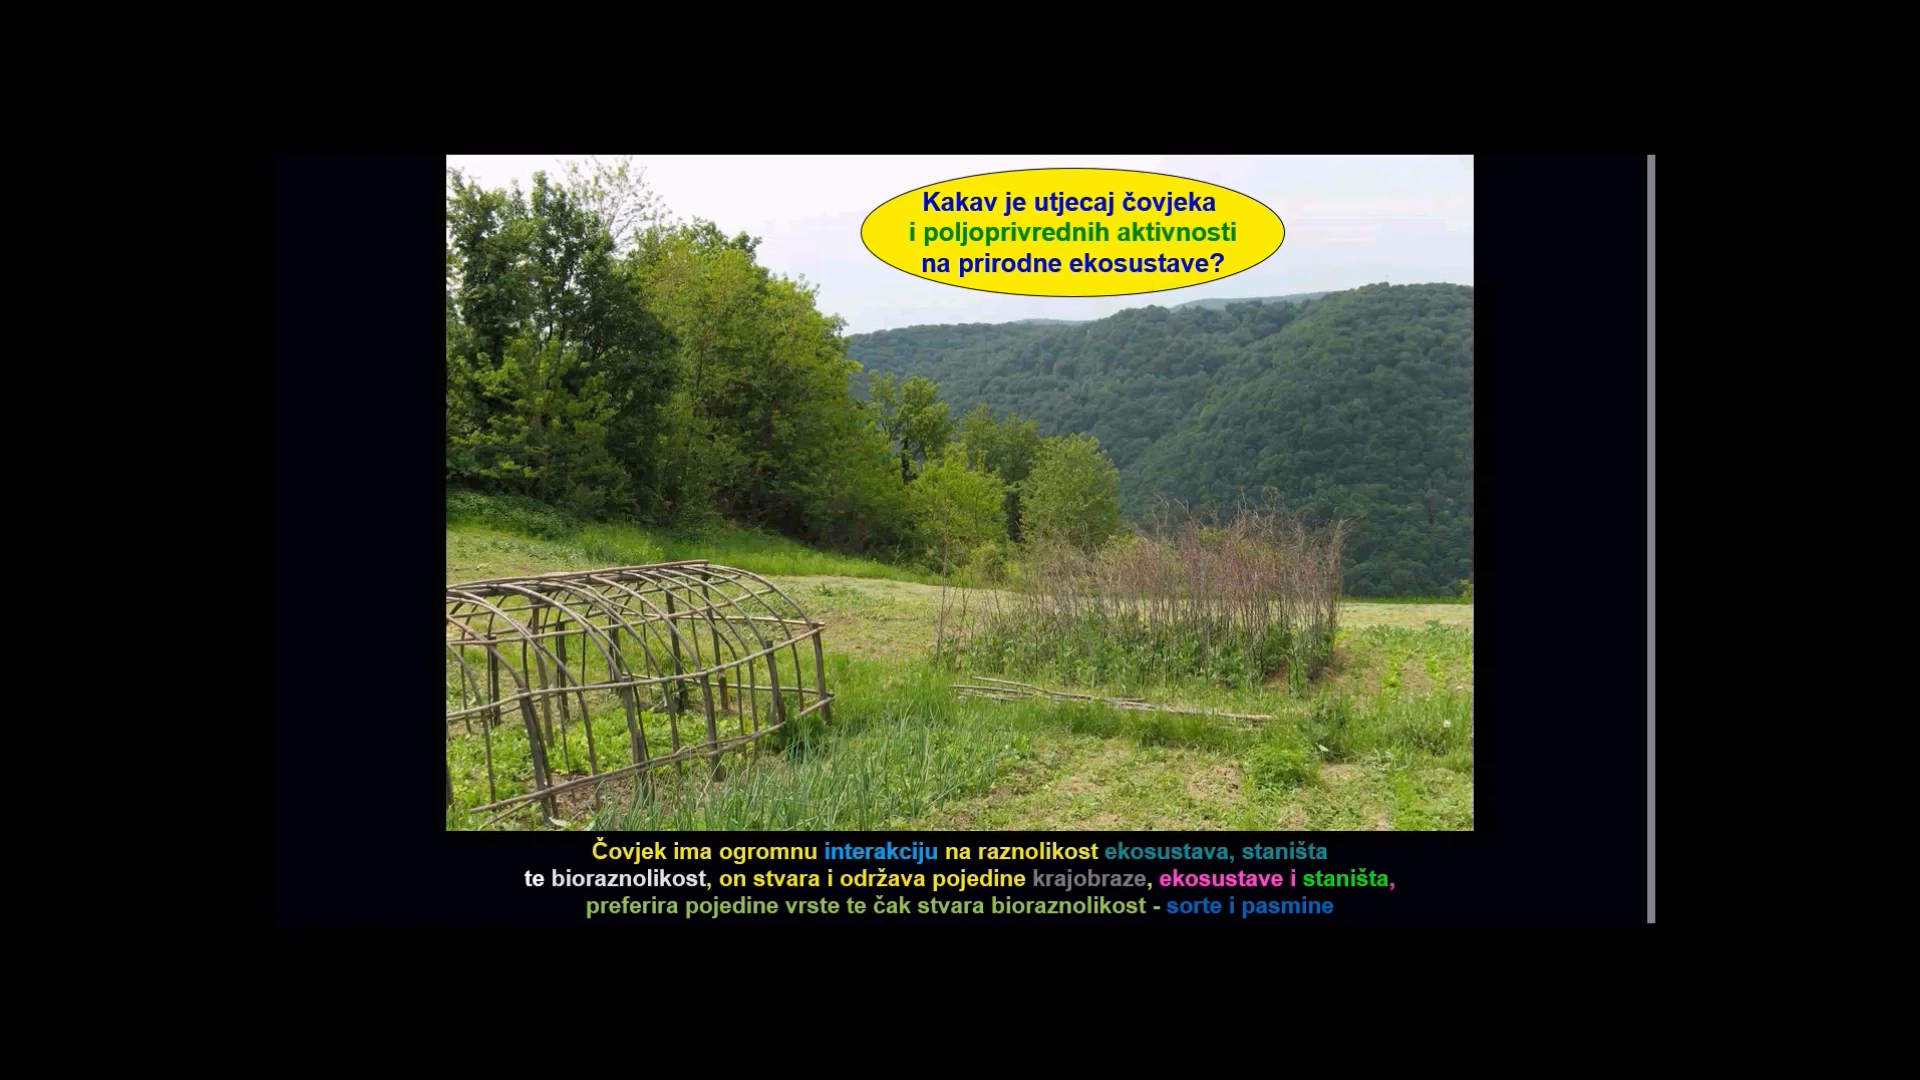 Kakav je utjecaj čovjeka
i poljoprivrednih aktivnosti
na prirodne ekosustave?
Čovjek ima ogromnu interakciju na raznolikost ekosustava, staništa
te bioraznolikost, on stvara i održava pojedine krajobraze, ekosustave i staništa,
preferira pojedine vrste te čak stvara bioraznolikost - sorte i pasmine